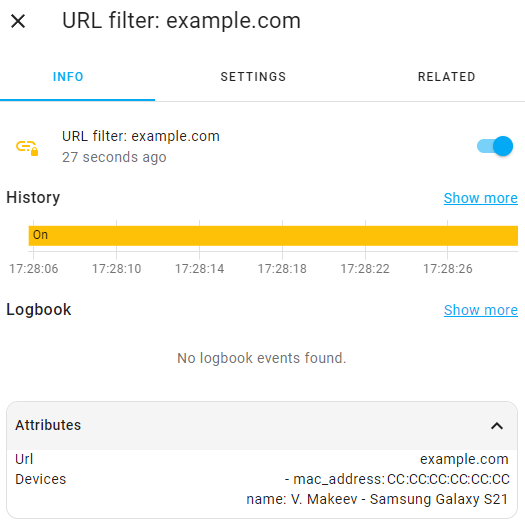 URL filter: example.com
INFO SETTINGS RELATED
URL filter: example.com
27 seconds ago
History Show more
On
17:28:06 17:28:10 17:28:14 17:28:18 17:28:22 17:28:26
Logbook Show more
No logbook events found.
Attributes
Url example.com
Devices - mac_address: CC:CC:CC:CC:CC:CC
name: V. Makeev - Samsung Galaxy S21